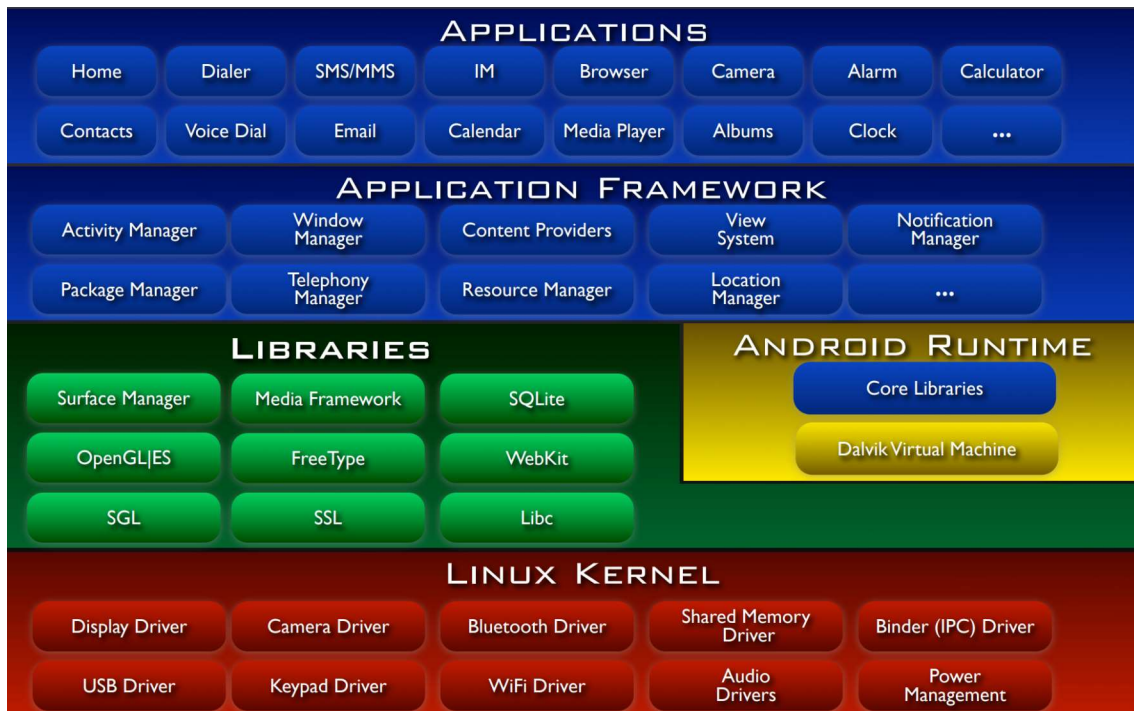 APPLICATIONS
Home Dialer SMS/MMS IM Browser Camera Alarm Calculator
Contacts Voice Dial Email Calendar Media Player Albums Clock ...
APPLICATION FRAMEWORK
Activity Manager
Window
Manager
Content Providers
View
System
Notification
Manager
Package Manager
Telephony
Manager
Resource Manager
Location
Manager
...
LIBRARIES
Surface Manager Media Framework SQLite
OpenGL|ES FreeType WebKit
SGL SSL Libc
ANDROID RUNTIME
Core Libraries
Dalvik Virtual Machine
LINUX KERNEL
Display Driver
Camera Driver
Bluetooth Driver
Shared Memory
Driver
Binder (IPC) Driver
USB Driver
Keypad Driver
WiFi Driver
Audio
Drivers
Power
Management